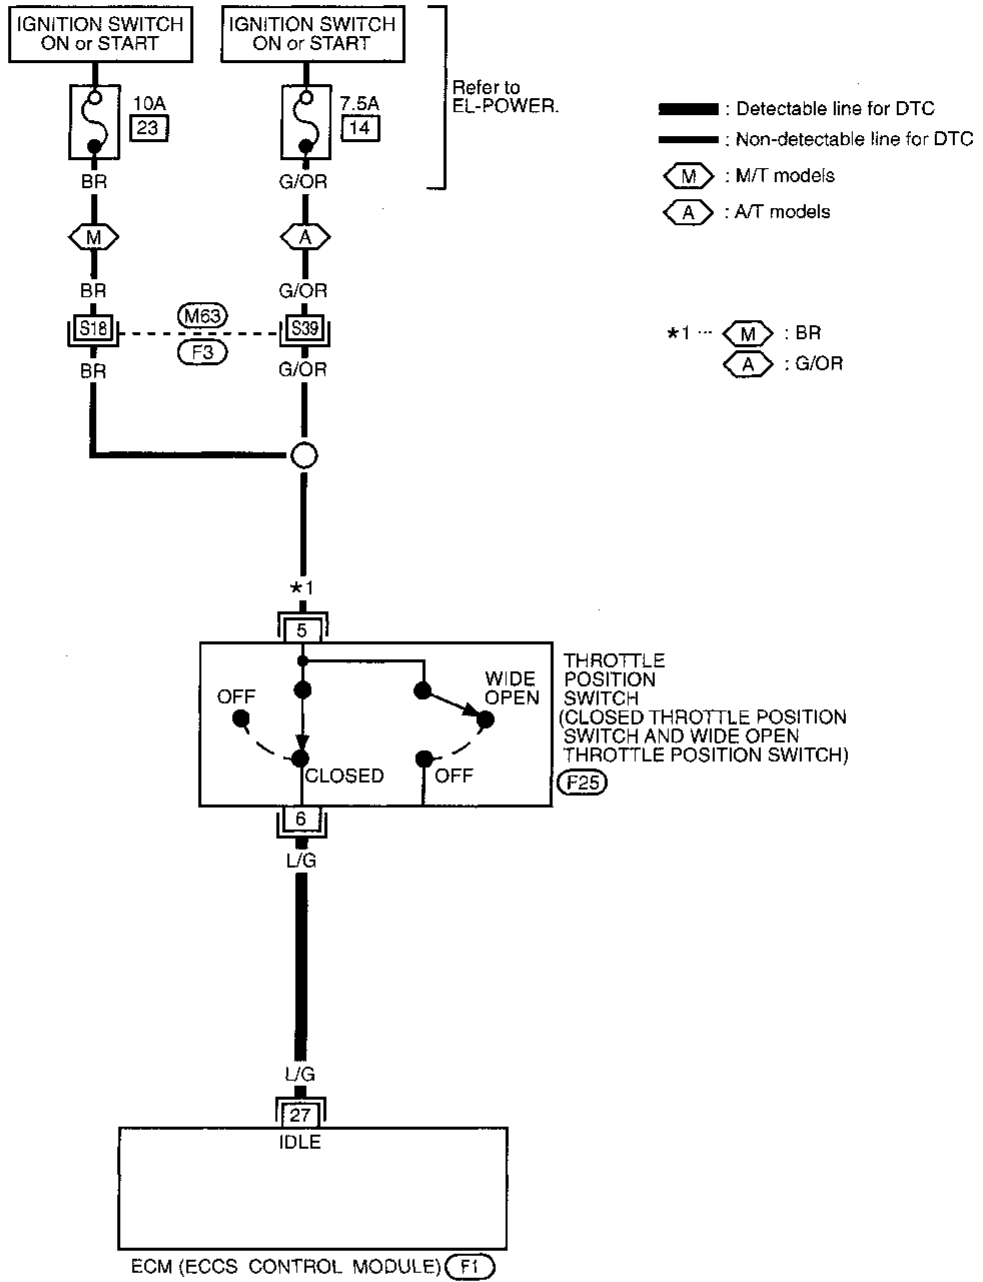 IGNITION SWITCH
ON or START
IGNITION SWITCH
ON or START
Refer to
EL-POWER.
10A
23
7.5A
14
BR
G/OR
: Detectable line for DTC
: Non-detectable line for DTC
M : M/T models
A : A/T models
M
A
BR
G/OR
S18
M63
F3
S39
BR
G/OR
*1 ... M : BR
A : G/OR
*1
5
OFF
CLOSED
WIDE
OPEN
OFF
THROTTLE
POSITION
SWITCH
(CLOSED THROTTLE POSITION
SWITCH AND WIDE OPEN
THROTTLE POSITION SWITCH)
F25
6
L/G
L/G
27
IDLE
ECM (ECCS CONTROL MODULE) F1